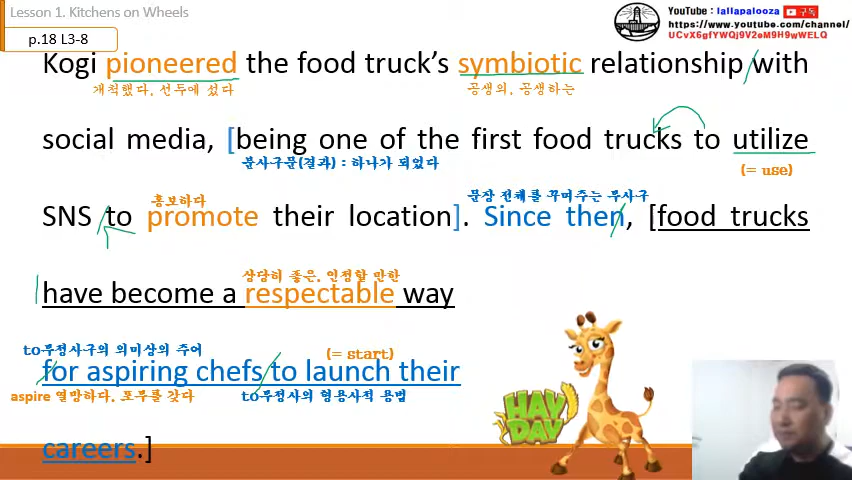 Lesson 1. Kitchens on Wheels
YouTube : lallapalooza 구독
https://www.youtube.com/channel/
UCvX6gfYWQj9V2eM9H9wWELQ
p.18 L3-8
Kogi pioneered the food truck's symbiotic relationship with
개척했다, 선두에 섰다 공생의, 공생하는
social media, [being one of the first food trucks to utilize
분사구문(결과) : 하나가 되었다 (= use)
홍보하다 문장 전체를 꾸며주는 부사구
SNS to promote their location]. Since then, [food trucks
상당히 좋은, 인정할 만한
have become a respectable way
to부정사구의 의미상의 주어 (= start)
for aspiring chefs to launch their
aspire 열망하다, 포부를 갖다 to부정사의 형용사적 용법
careers.]
HAY
DAY